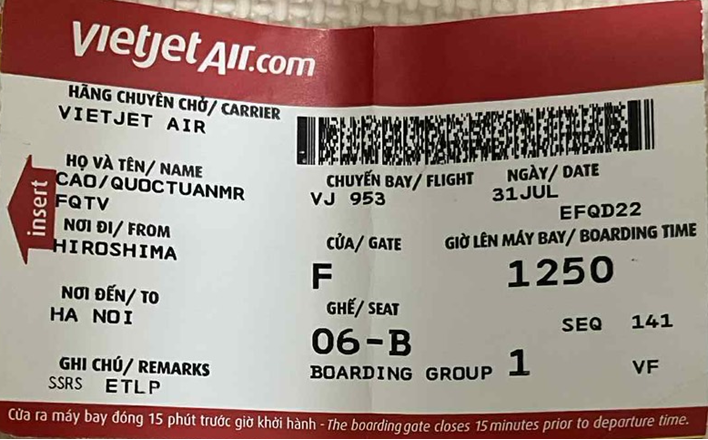 vietjetAir.com
HÃNG CHUYÊN CHỞ/ CARRIER
VIETJET AIR
HỌ VÀ TÊN/ NAME
CAO/QUOCTUANMR
FQTV
CHUYẾN BAY/ FLIGHT
VJ 953
NGÀY/ DATE
31JUL
EFQD22
insert
NƠI ĐI/ FROM
HIROSHIMA
CỬA/ GATE
F
GIỜ LÊN MÁY BAY/ BOARDING TIME
1250
NƠI ĐẾN/ TO
HA NOI
GHẾ/ SEAT
06-B
SEQ 141
GHI CHÚ/ REMARKS
SSRS ETLP
BOARDING GROUP 1
VF
Cửa ra máy bay đóng 15 phút trước giờ khởi hành - The boarding gate closes 15 minutes prior to departure time.